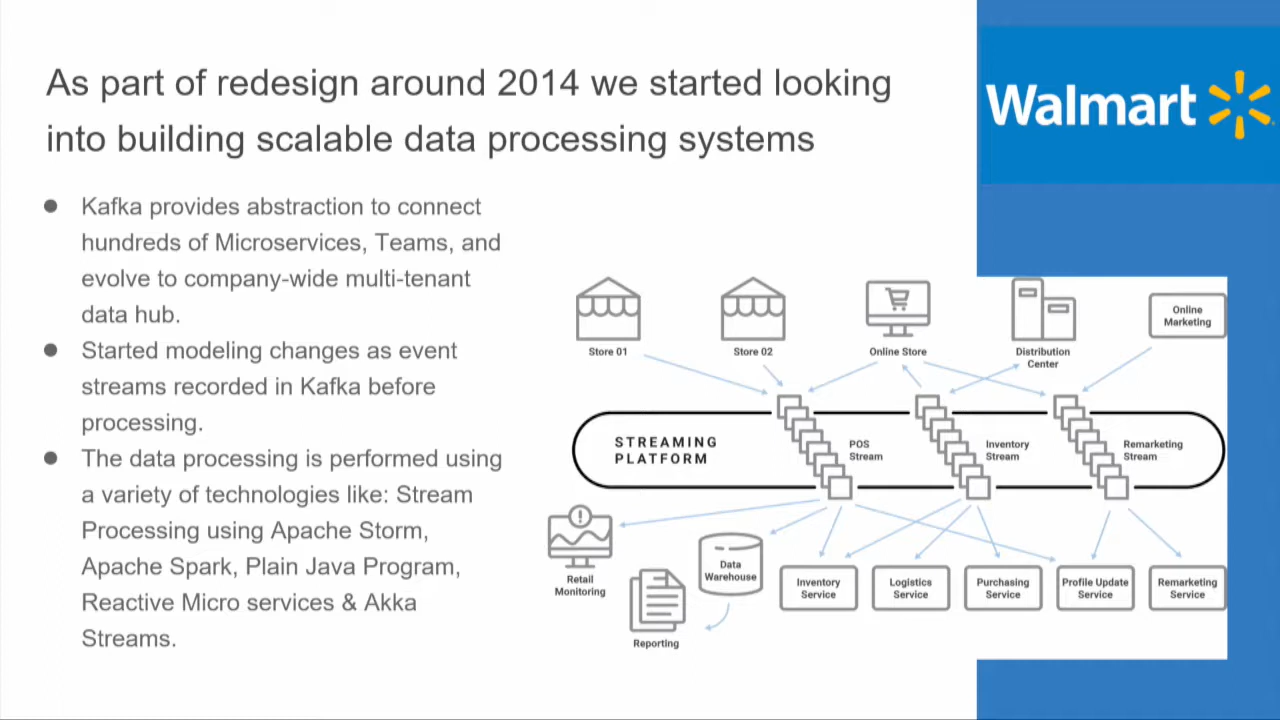 As part of redesign around 2014 we started looking
into building scalable data processing systems
Walmart
● Kafka provides abstraction to connect
hundreds of Microservices, Teams, and
evolve to company-wide multi-tenant
data hub.
● Started modeling changes as event
streams recorded in Kafka before
processing.
● The data processing is performed using
a variety of technologies like: Stream
Processing using Apache Storm,
Apache Spark, Plain Java Program,
Reactive Micro services & Akka
Streams.
Store 01
Store 02
Online Store
Distribution
Center
Online
Marketing
STREAMING
PLATFORM
POS
Stream
Inventory
Stream
Remarketing
Stream
Retail
Monitoring
Reporting
Data
Warehouse
Inventory
Service
Logistics
Service
Purchasing
Service
Profile Update
Service
Remarketing
Service